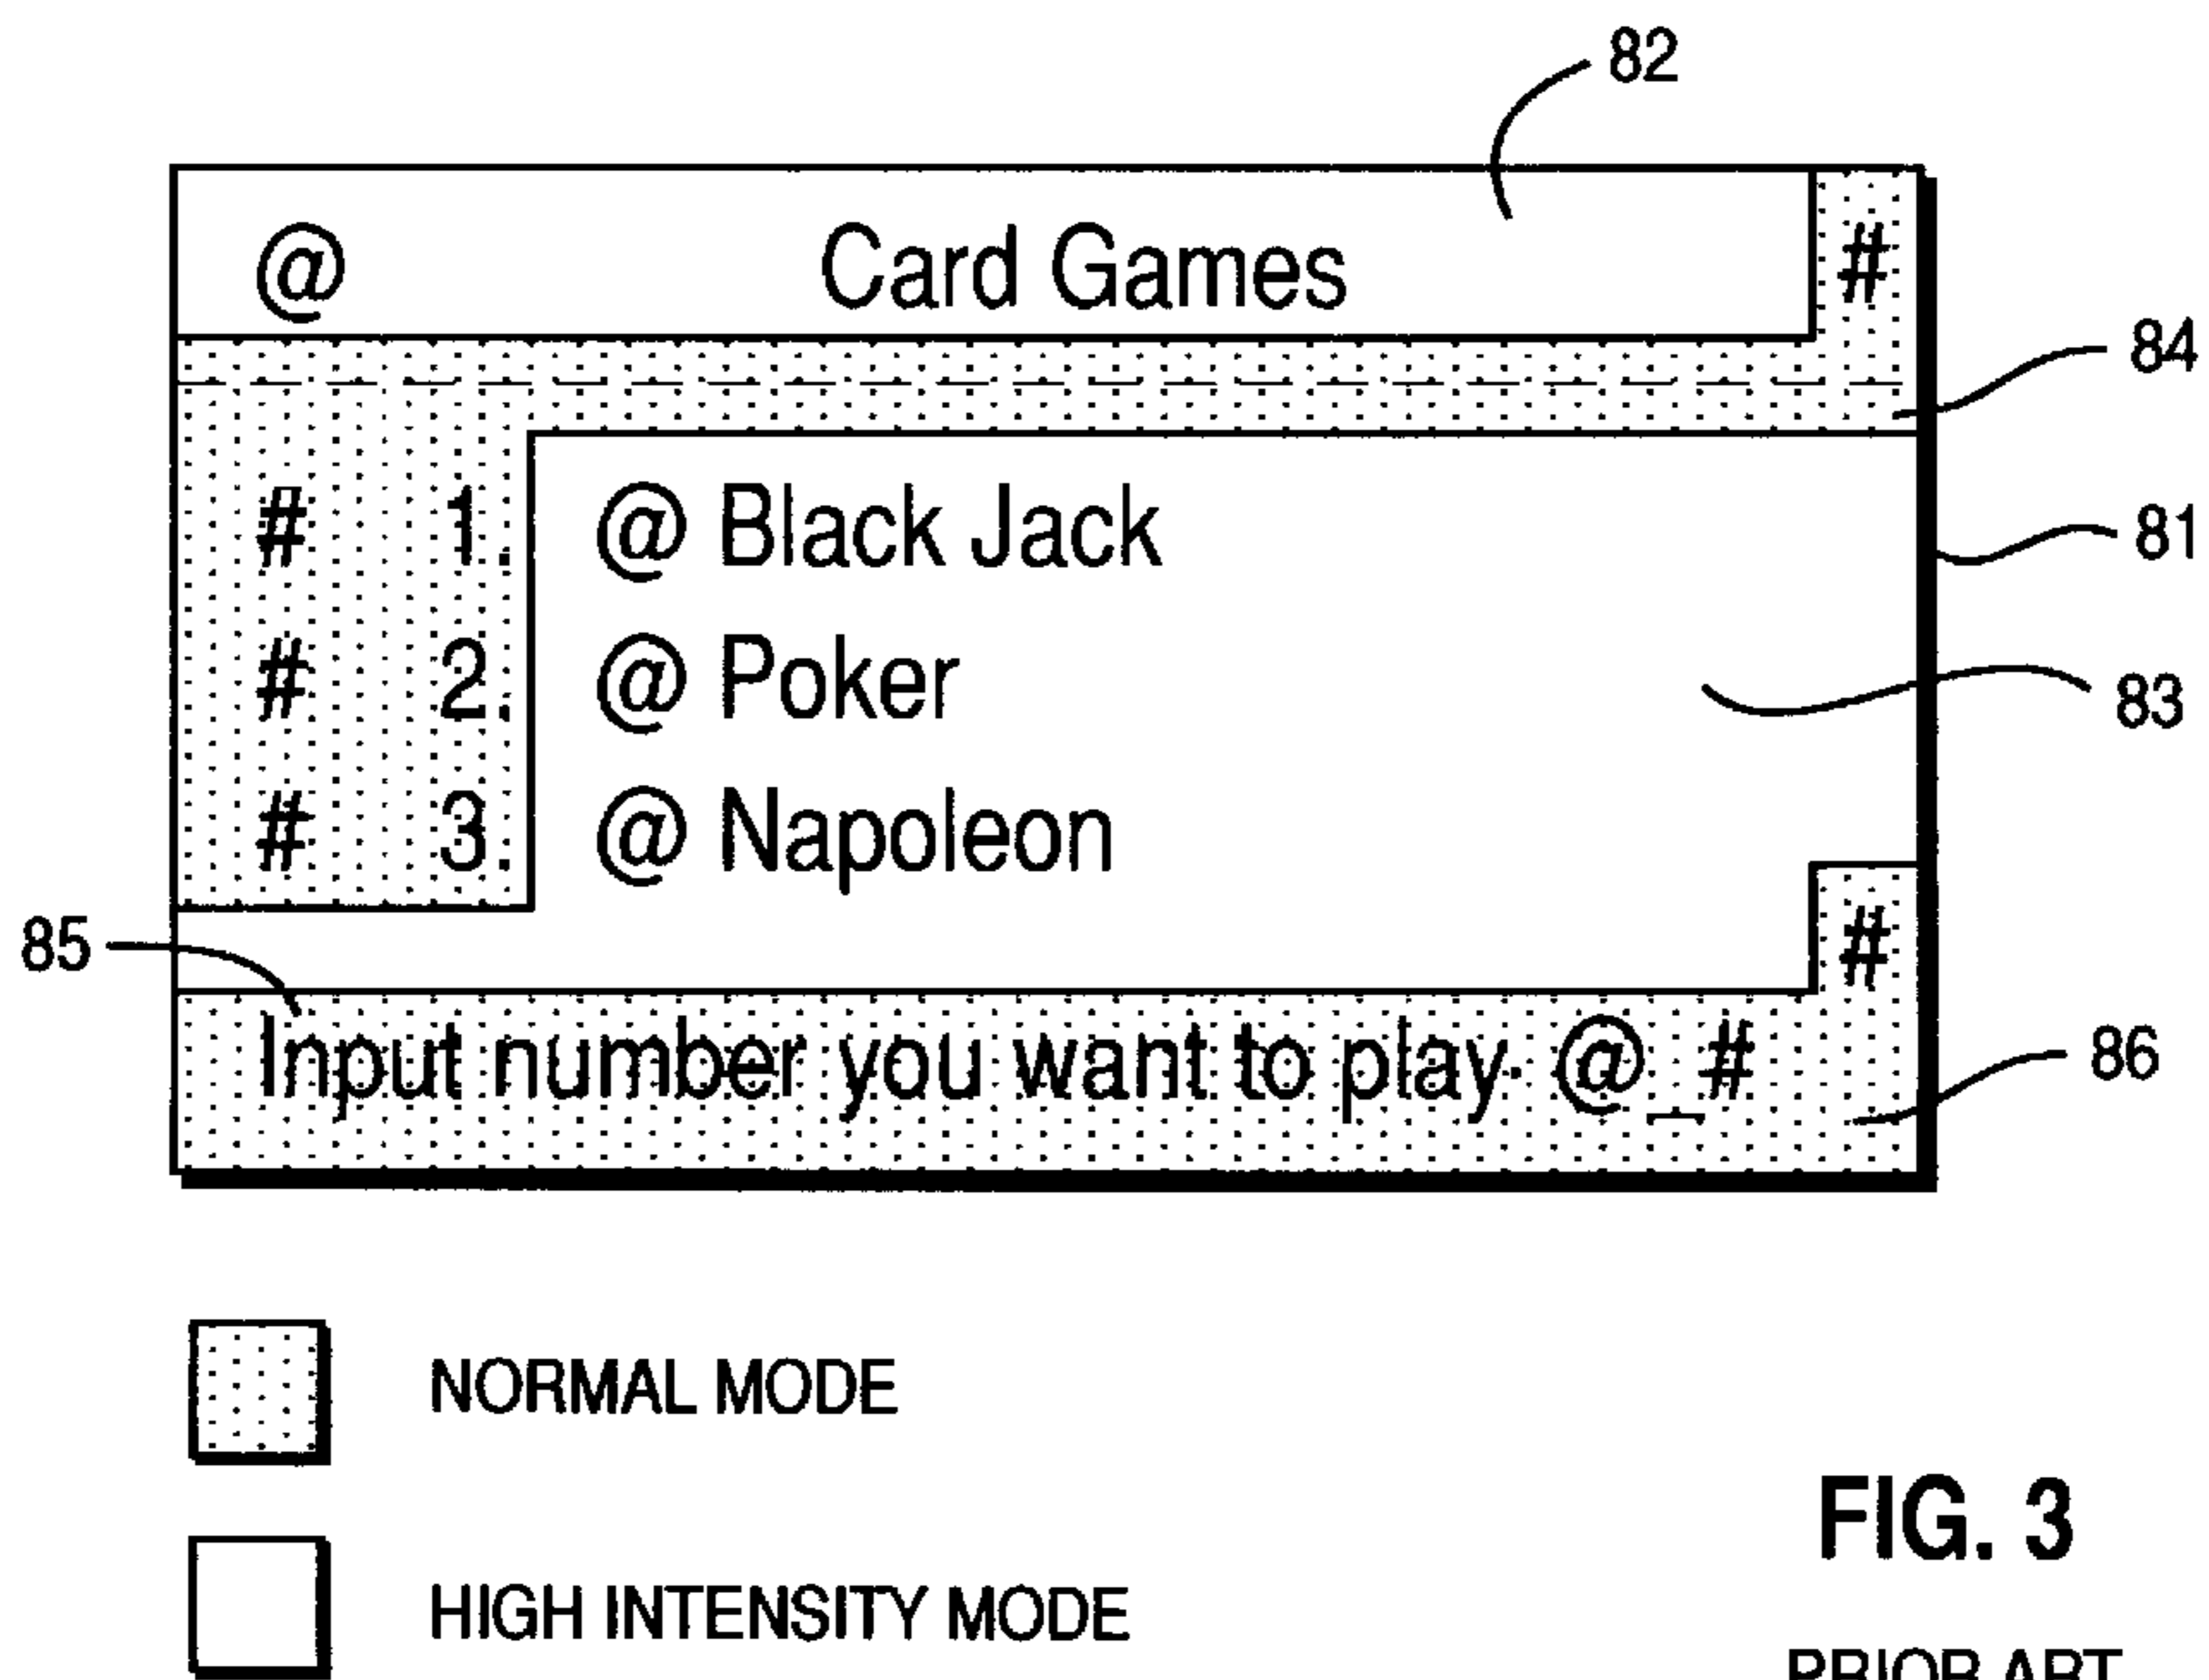 82
@ Card Games #
84
# 1. @ Black Jack
81
# 2. @ Poker
83
# 3. @ Napoleon
85
#
Input number you want to play. @_#
86
NORMAL MODE
FIG. 3
HIGH INTENSITY MODE
PRIOR ART